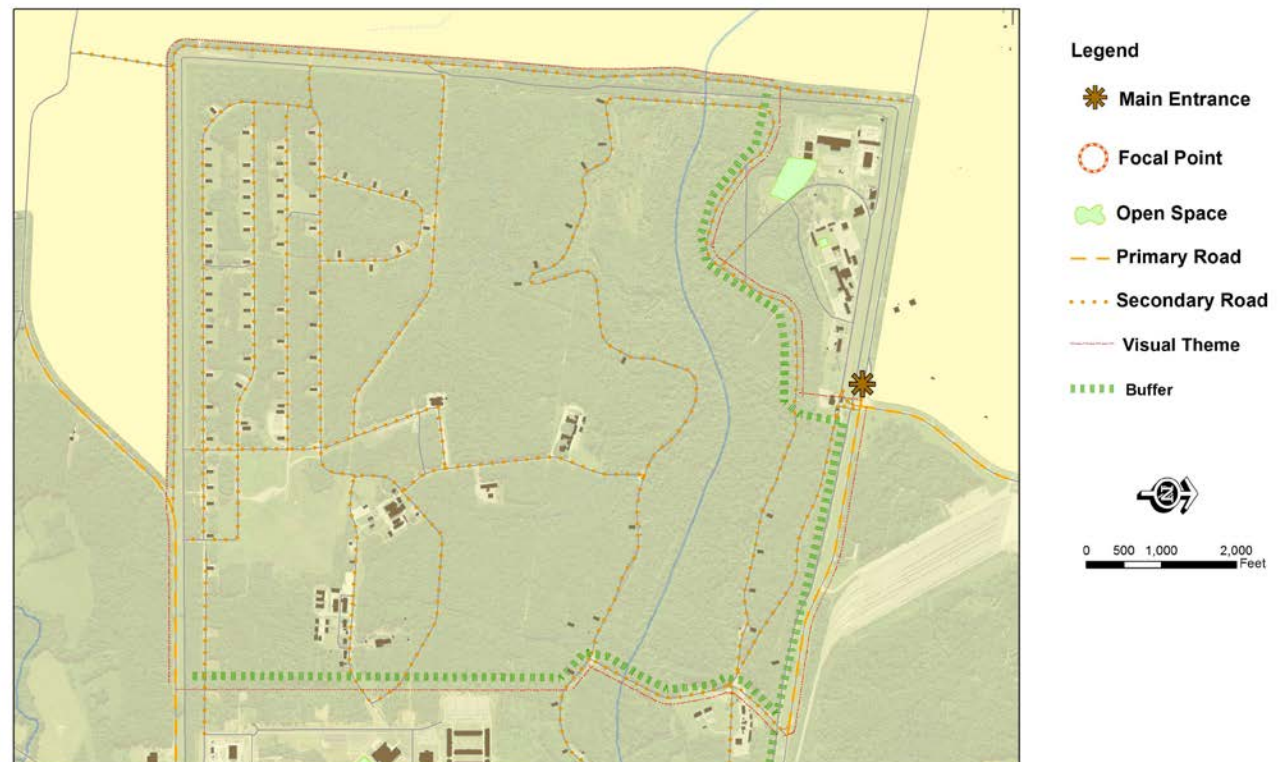 Legend
Main Entrance
Focal Point
Open Space
Primary Road
Secondary Road
Visual Theme
Buffer
N
0 500 1,000 2,000
Feet